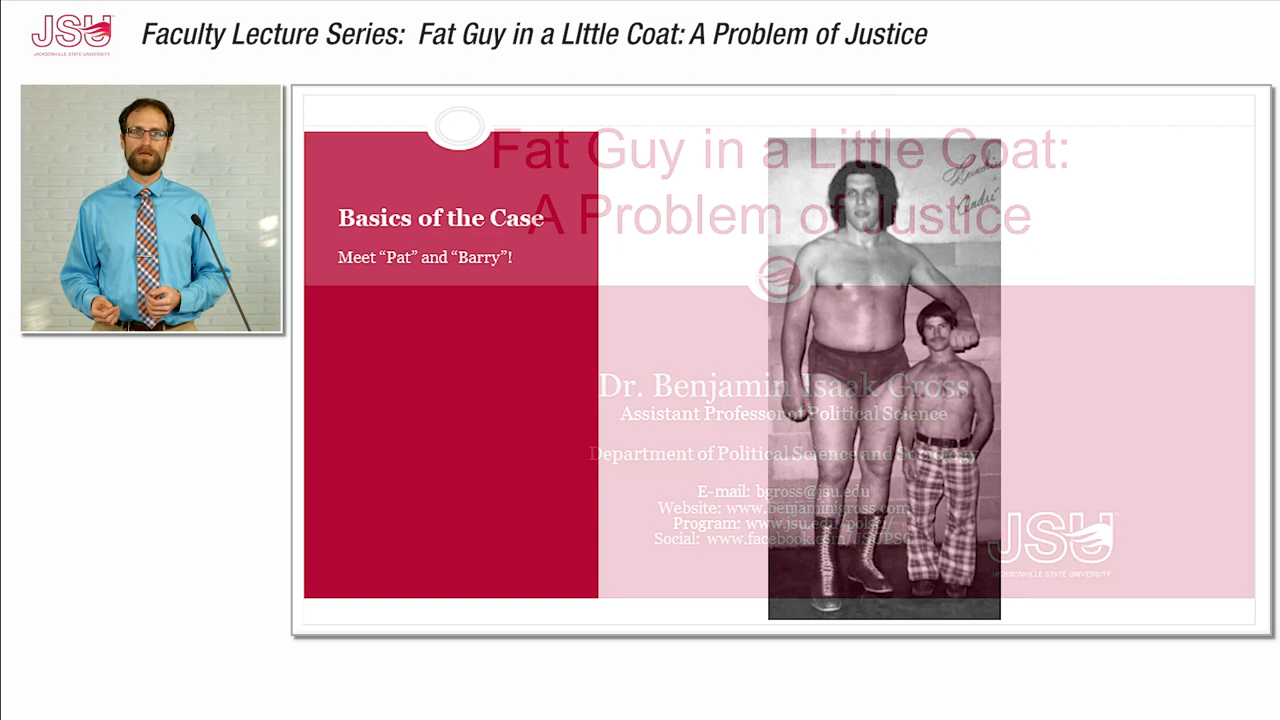 JSU
JACKSONVILLE STATE UNIVERSITY
Faculty Lecture Series: Fat Guy in a LIttle Coat: A Problem of Justice
Fat Guy in a Little Coat:
A Problem of Justice
Basics of the Case
Meet “Pat” and “Barry”!
Dr. Benjamin Isaak Gross
Assistant Professor of Political Science
Department of Political Science and Sociology
E-mail: bgross@jsu.edu
Website: www.benjaminigross.com
Program: www.jsu.edu/polsci/
Social: www.facebook.com/JSUPSC
JSU
JACKSONVILLE STATE UNIVERSITY